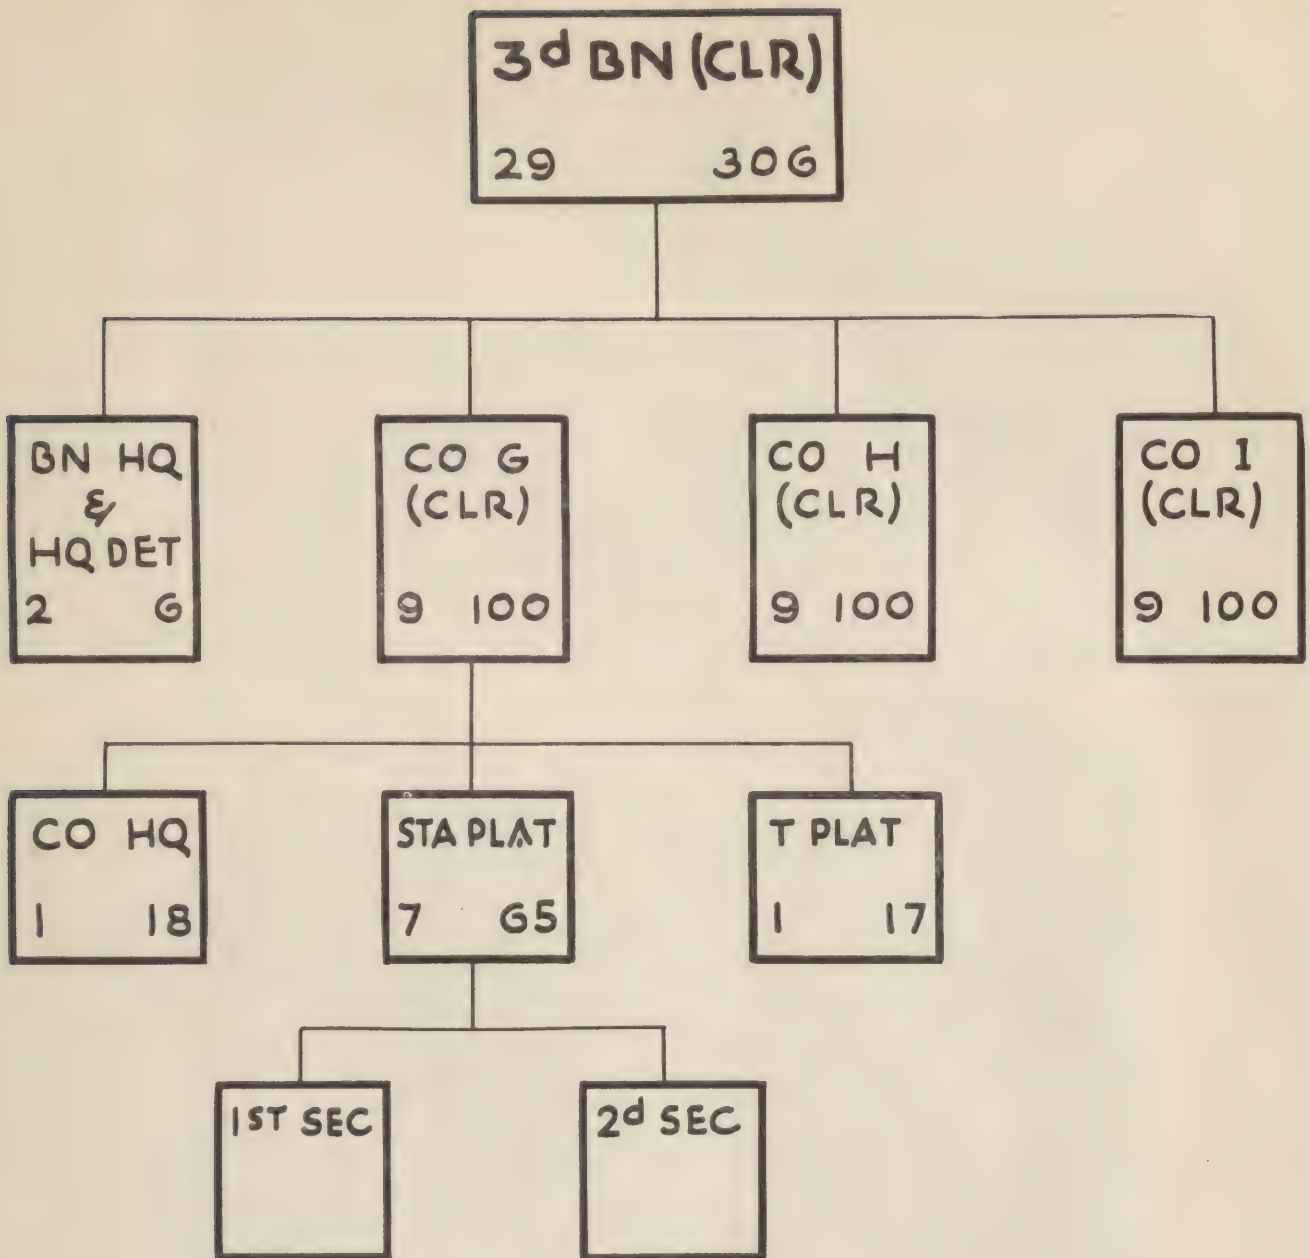 3d BN (CLR)
29 306
BN HQ
&
HQ DET
2 6
CO G
(CLR)
9 100
CO H
(CLR)
9 100
CO I
(CLR)
9 100
CO HQ
1 18
STA PLAT
7 65
T PLAT
1 17
1ST SEC
2d SEC